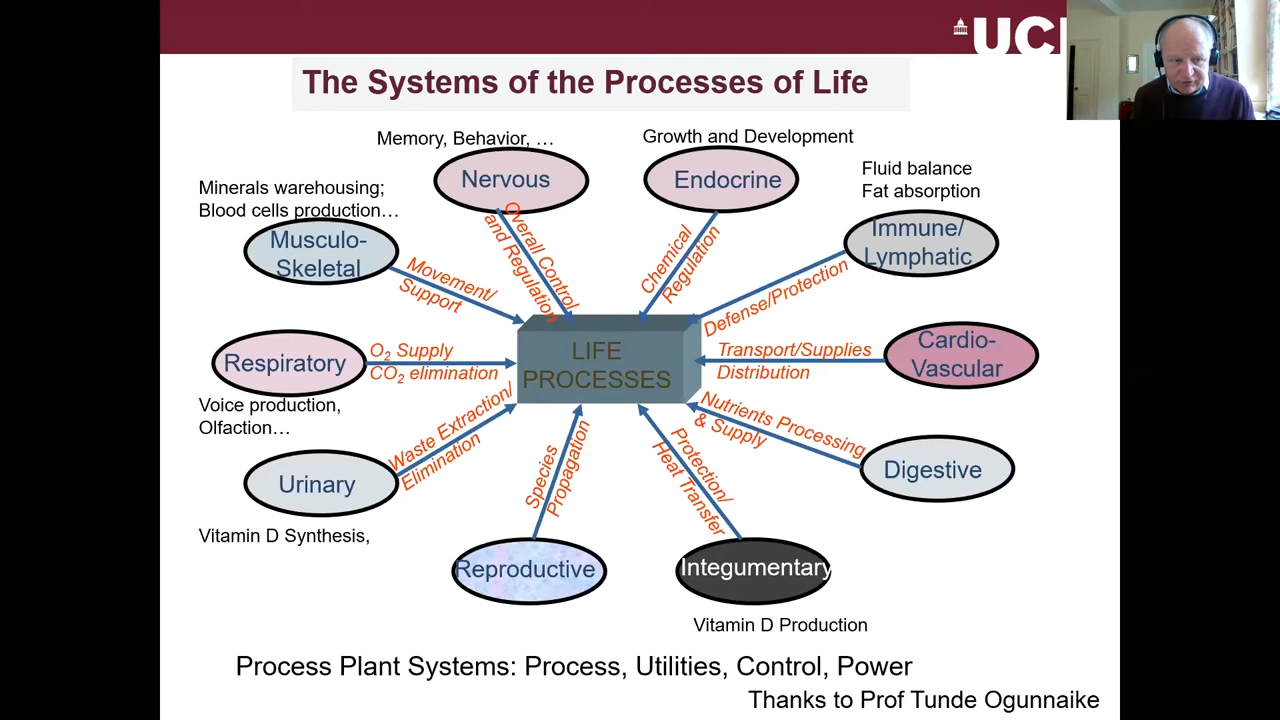 UCL
The Systems of the Processes of Life
Memory, Behavior, …
Growth and Development
Nervous
Endocrine
Fluid balance
Fat absorption
Minerals warehousing;
Blood cells production…
Musculo-
Skeletal
Immune/
Lymphatic
Overall Control
and Regulation
Chemical
Regulation
Movement/
Support
Defense/Protection
Respiratory
O2 Supply
CO2 elimination
LIFE
PROCESSES
Transport/Supplies
Distribution
Cardio-
Vascular
Voice production,
Olfaction…
Waste Extraction/
Elimination
Nutrients Processing
& Supply
Urinary
Digestive
Species
Propagation
Protection/
Heat Transfer
Vitamin D Synthesis,
Reproductive
Integumentary
Vitamin D Production
Process Plant Systems: Process, Utilities, Control, Power
Thanks to Prof Tunde Ogunnaike